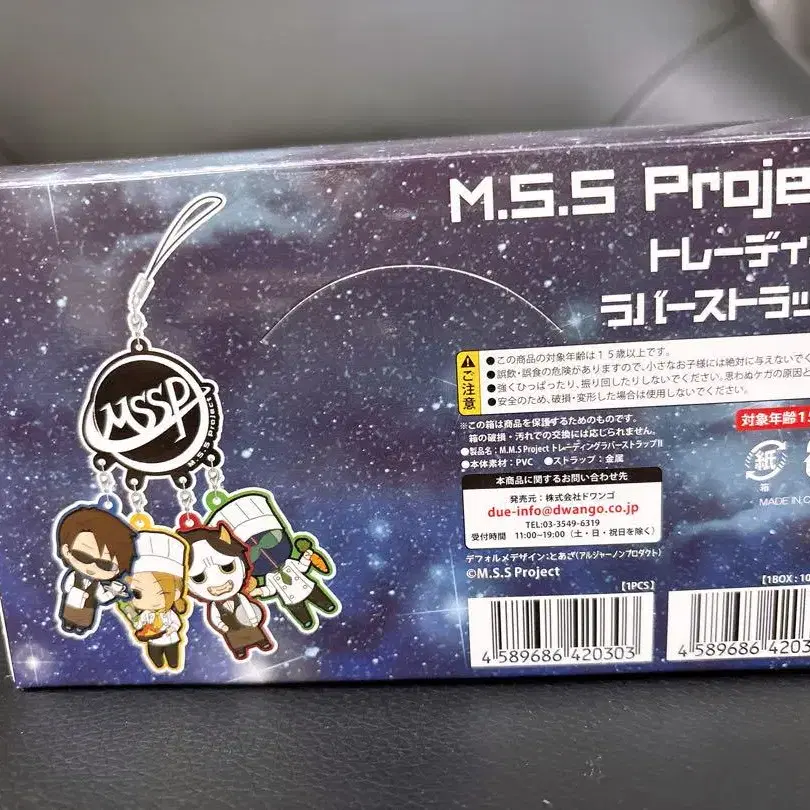 M.S.S Proje
トレーディン
ラバーストラッ
MSSP
M.S.S Project
ご注意
●この商品の対象年齢は15歳以上です。
●誤飲・誤食の危険がありますので、小さなお子様には絶対に与えないでく
●強くひっぱったり、振り回したりしないでください。思わぬケガの原因と
●安全のため、破損・変形した場合は使用しないでください。
※この箱は商品を保護するためのものです。
箱の破損・汚れでの交換には応じられません。
対象年齢15
●製品名:M.M.S Project トレーディングラバーストラップII
●本体素材:PVC ●ストラップ:金属
紙
箱
MADE IN C
本商品に関するお問い合わせ先
発売元:株式会社ドワンゴ
due-info@dwango.co.jp
TEL:03-3549-6319
受付時間 11:00~19:00(土・日・祝日を除く)
デフォルメデザイン:とあざ(アルジャーノンプロダクト)
©M.S.S Project
[1PCS]
[1BOX:10
4 589686 420303
4 589686 4203